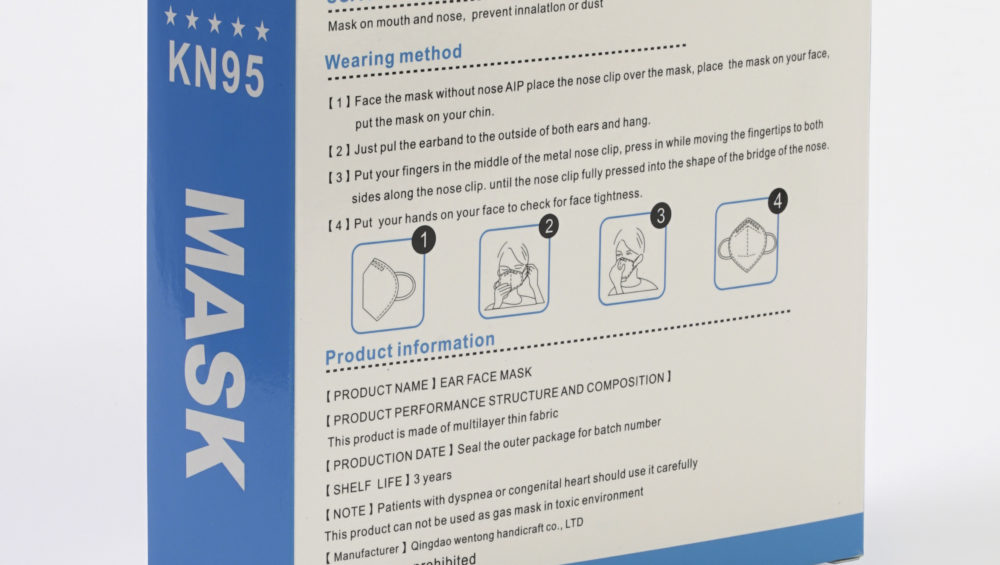 KN95
MASK
Mask on mouth and nose, prevent innalation or dust
Wearing method
【1】Face the mask without nose AIP place the nose clip over the mask, place the mask on your face,
put the mask on your chin.
【2】Just pul the earband to the outside of both ears and hang.
【3】Put your fingers in the middle of the metal nose clip, press in while moving the fingertips to both
sides along the nose clip. until the nose clip fully pressed into the shape of the bridge of the nose.
【4】Put your hands on your face to check for face tightness.
1
2
3
4
Product information
【PRODUCT NAME】EAR FACE MASK
【PRODUCT PERFORMANCE STRUCTURE AND COMPOSITION】
This product is made of multilayer thin fabric
【PRODUCTION DATE】Seal the outer package for batch number
【SHELF LIFE】3 years
【NOTE】Patients with dyspnea or congenital heart should use it carefully
This product can not be used as gas mask in toxic environment
【Manufacturer】Qingdao wentong handicraft co., LTD